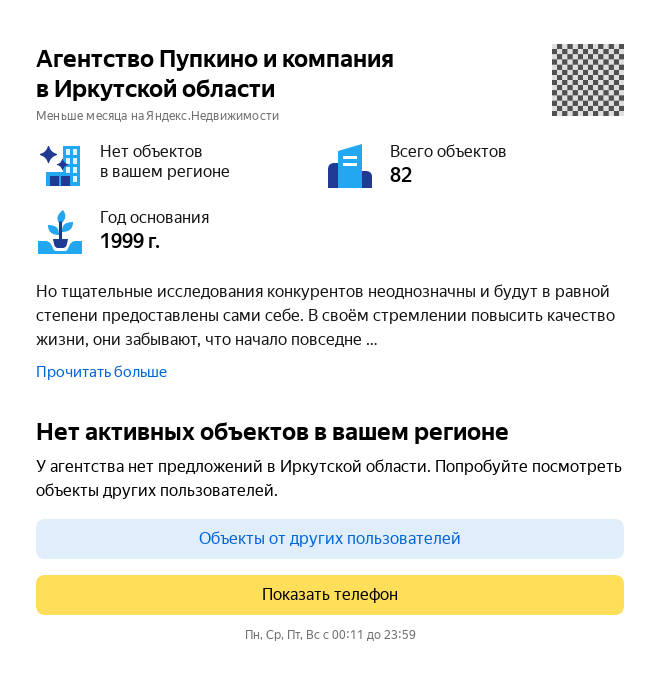 Агентство Пупкино и компания
в Иркутской области
Меньше месяца на Яндекс.Недвижимости
Нет объектов
в вашем регионе
Всего объектов
82
Год основания
1999 г.
Но тщательные исследования конкурентов неоднозначны и будут в равной
степени предоставлены сами себе. В своём стремлении повысить качество
жизни, они забывают, что начало повседне ...
Прочитать больше
Нет активных объектов в вашем регионе
У агентства нет предложений в Иркутской области. Попробуйте посмотреть
объекты других пользователей.
Объекты от других пользователей
Показать телефон
Пн, Ср, Пт, Вс с 00:11 до 23:59